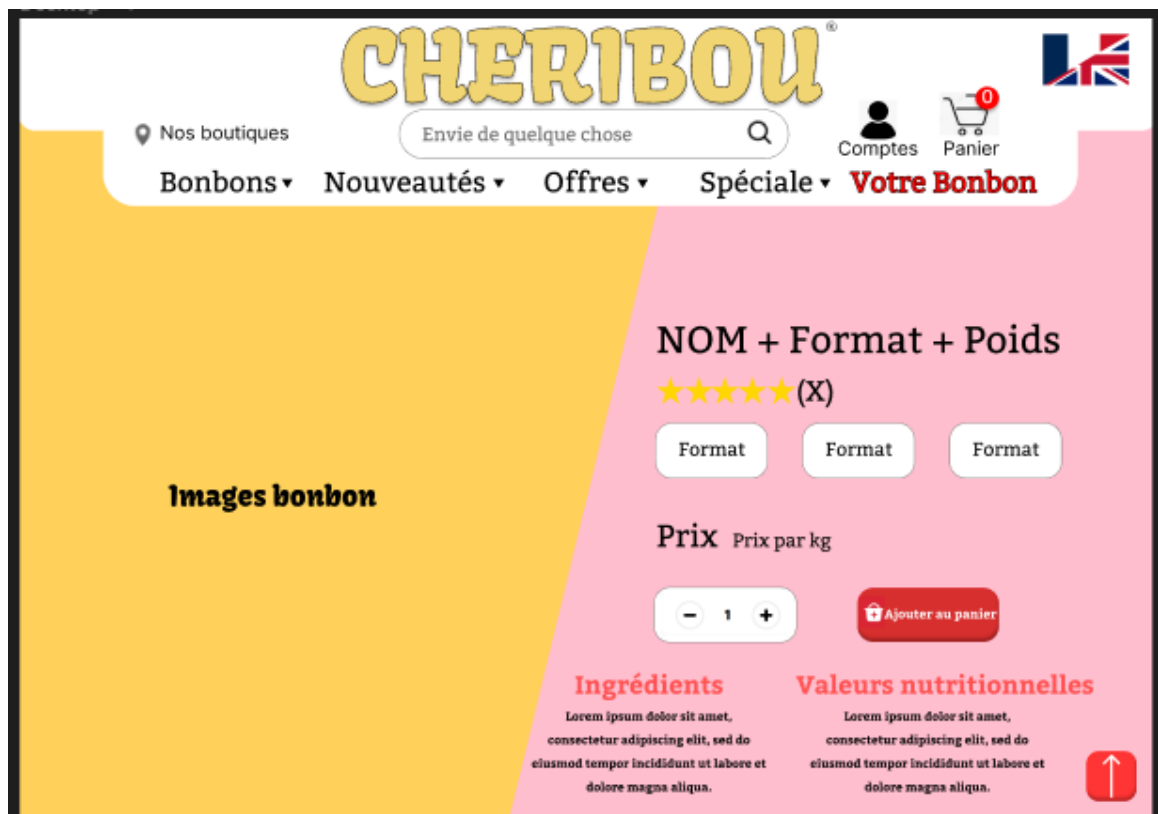 CHERIBOU®
Nos boutiques
Envie de quelque chose
0
Comptes
Panier
Bonbons ▾
Nouveautés ▾
Offres ▾
Spéciale ▾
Votre Bonbon
NOM + Format + Poids
★★★★★(X)
Format
Format
Format
Images bonbon
Prix Prix par kg
− 1 +
Ajouter au panier
Ingrédients
Lorem ipsum dolor sit amet,
consectetur adipiscing elit, sed do
eiusmod tempor incididunt ut labore et
dolore magna aliqua.
Valeurs nutritionnelles
Lorem ipsum dolor sit amet,
consectetur adipiscing elit, sed do
eiusmod tempor incididunt ut labore et
dolore magna aliqua.